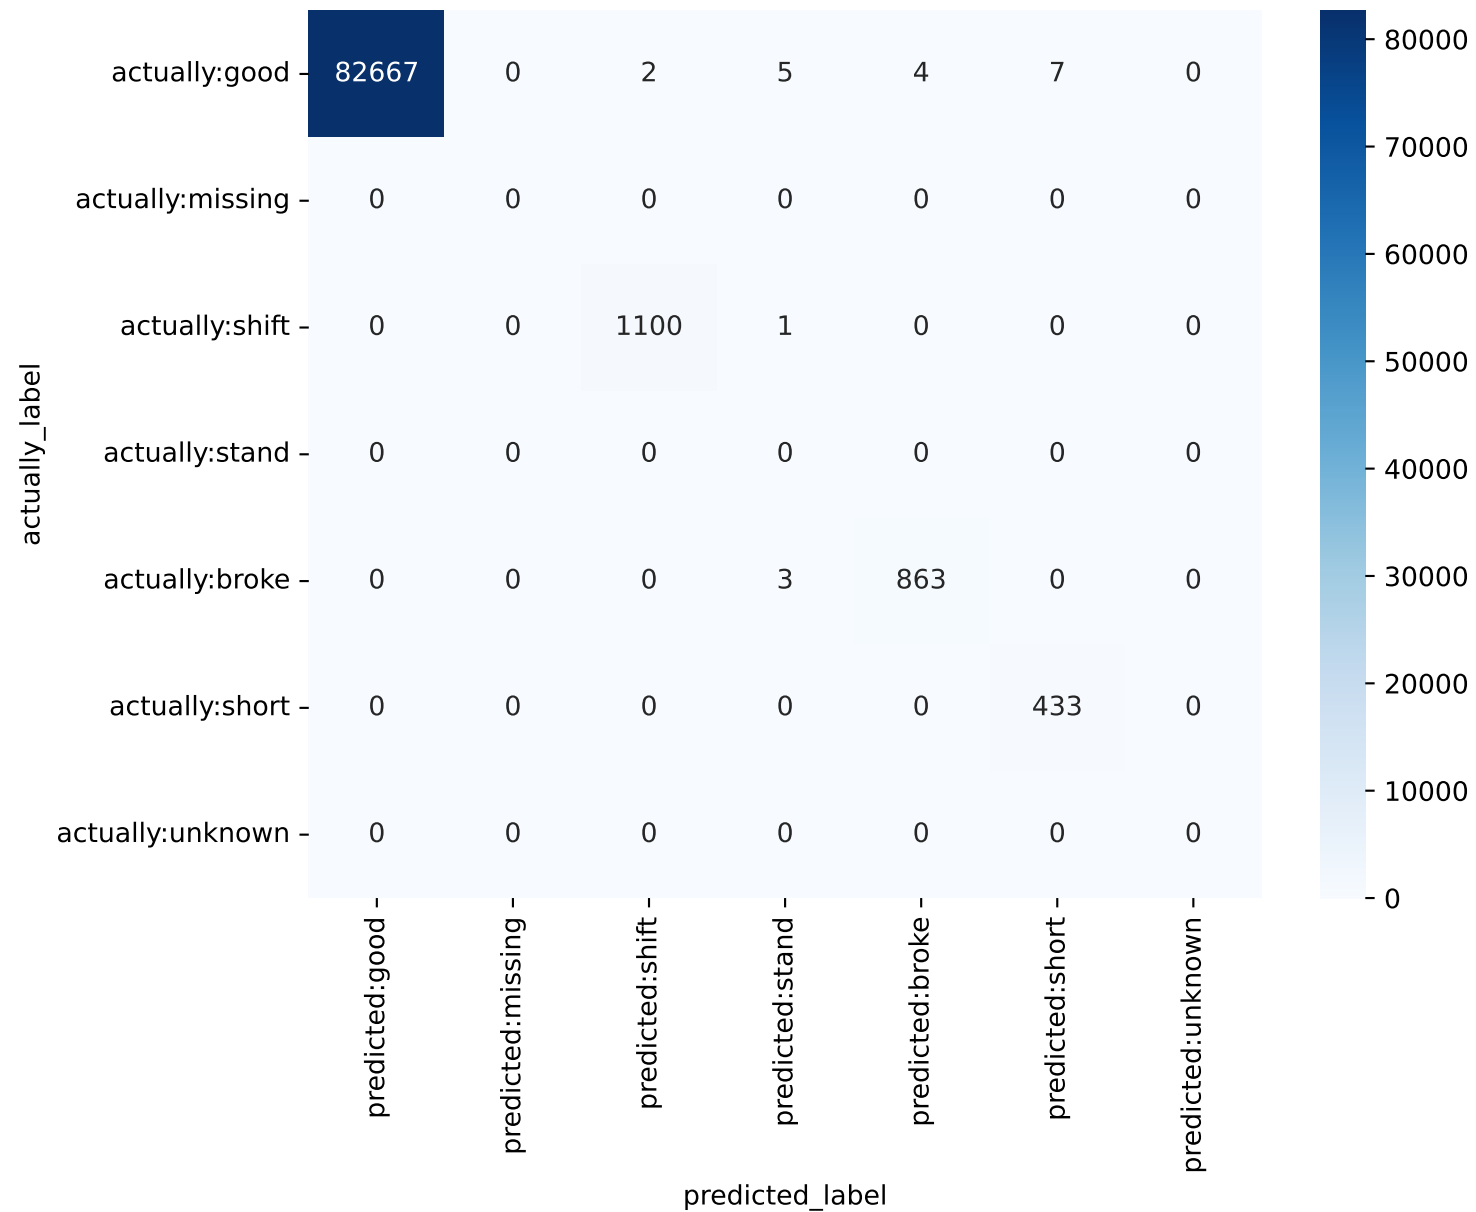 actually:good 82667 0 2 5 4 7 0
actually:missing 0 0 0 0 0 0 0
actually:shift 0 0 1100 1 0 0 0
actually:stand 0 0 0 0 0 0 0
actually:broke 0 0 0 3 863 0 0
actually:short 0 0 0 0 0 433 0
actually:unknown 0 0 0 0 0 0 0
actually_label
predicted:good
predicted:missing
predicted:shift
predicted:stand
predicted:broke
predicted:short
predicted:unknown
predicted_label
80000
70000
60000
50000
40000
30000
20000
10000
0